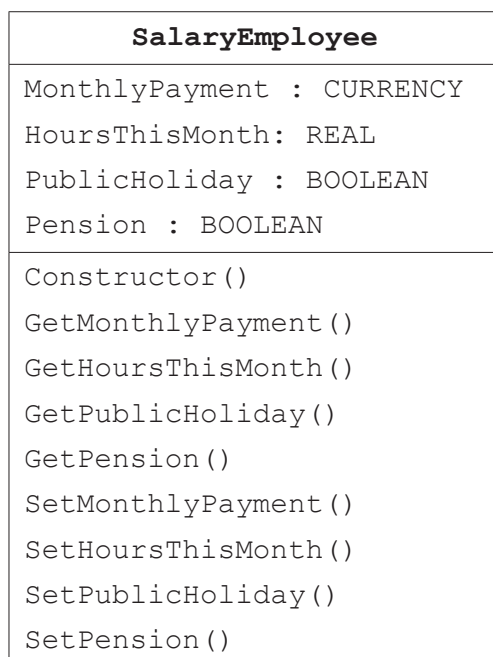 SalaryEmployee
MonthlyPayment : CURRENCY
HoursThisMonth: REAL
PublicHoliday : BOOLEAN
Pension : BOOLEAN
Constructor()
GetMonthlyPayment()
GetHoursThisMonth()
GetPublicHoliday()
GetPension()
SetMonthlyPayment()
SetHoursThisMonth()
SetPublicHoliday()
SetPension()